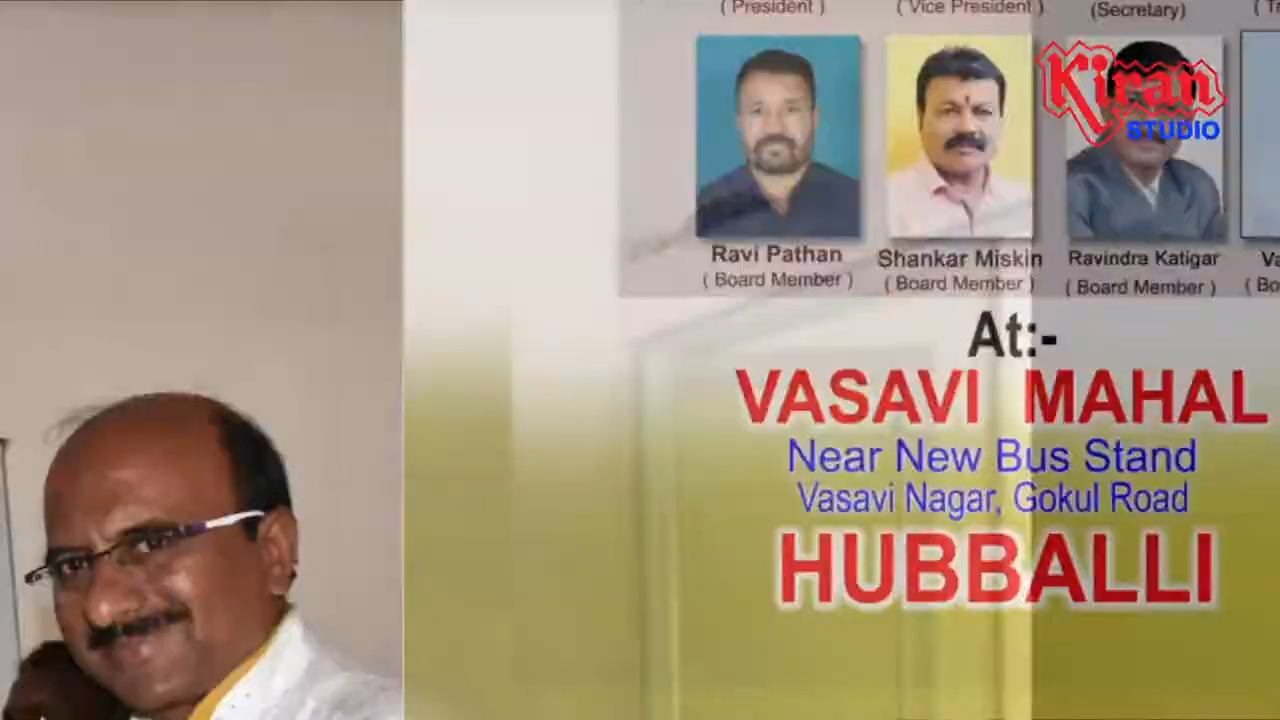 ( President )
( Vice President )
(Secretary)
Kiran
STUDIO
Ravi Pathan
Shankar Miskin
Ravindra Katigar
( Board Member )
( Board Member )
( Board Member )
At:-
VASAVI MAHAL
Near New Bus Stand
Vasavi Nagar, Gokul Road
HUBBALLI